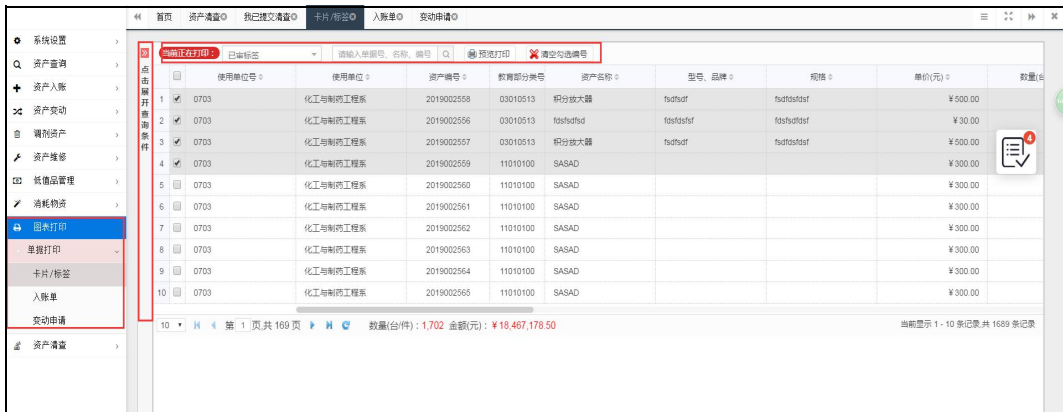 首页 资产清查 我已提交清查 卡片/标签 入账单 变动申请
系统设置
资产查询
资产入账
资产变动
调剂资产
资产维修
低值品管理
消耗物资
图表打印
单据打印
卡片/标签
入账单
变动申请
资产清查
点击展开查询条件
当前正在打印： 已审标签 请输入单据号、名称、编号 预览打印 清空勾选编号
使用单位号 使用单位 资产编号 教育部分类号 资产名称 型号、品牌 规格 单价(元) 数量(台
1 0703 化工与制药工程系 2019002558 03010513 积分放大器 fsdfsdf fsdfdsfdsf ￥500.00
2 0703 化工与制药工程系 2019002556 03010513 fdsfsdfsd fdsfdsfsf fdsfsdfdsf ￥30.00
3 0703 化工与制药工程系 2019002557 03010513 积分放大器 fsdfsdf fsdfdsfdsf ￥500.00
4 0703 化工与制药工程系 2019002559 11010100 SASAD ￥300.00
5 0703 化工与制药工程系 2019002560 11010100 SASAD ￥300.00
6 0703 化工与制药工程系 2019002561 11010100 SASAD ￥300.00
7 0703 化工与制药工程系 2019002562 11010100 SASAD ￥300.00
8 0703 化工与制药工程系 2019002563 11010100 SASAD ￥300.00
9 0703 化工与制药工程系 2019002564 11010100 SASAD ￥300.00
10 0703 化工与制药工程系 2019002565 11010100 SASAD ￥300.00
4
10 第 1 页,共 169 页 数量(台/件)：1,702 金额(元)：￥18,467,178.50 当前显示 1 - 10 条记录,共 1689 条记录